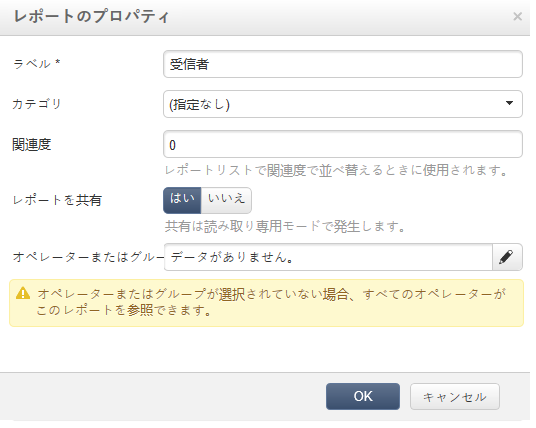 レポートのプロパティ
ラベル *
受信者
カテゴリ
(指定なし)
関連度
0
レポートリストで関連度で並べ替えるときに使用されます。
レポートを共有
はい いいえ
共有は読み取り専用モードで発生します。
オペレーターまたはグルー
データがありません。
オペレーターまたはグループが選択されていない場合、すべてのオペレーターが
このレポートを参照できます。
OK
キャンセル